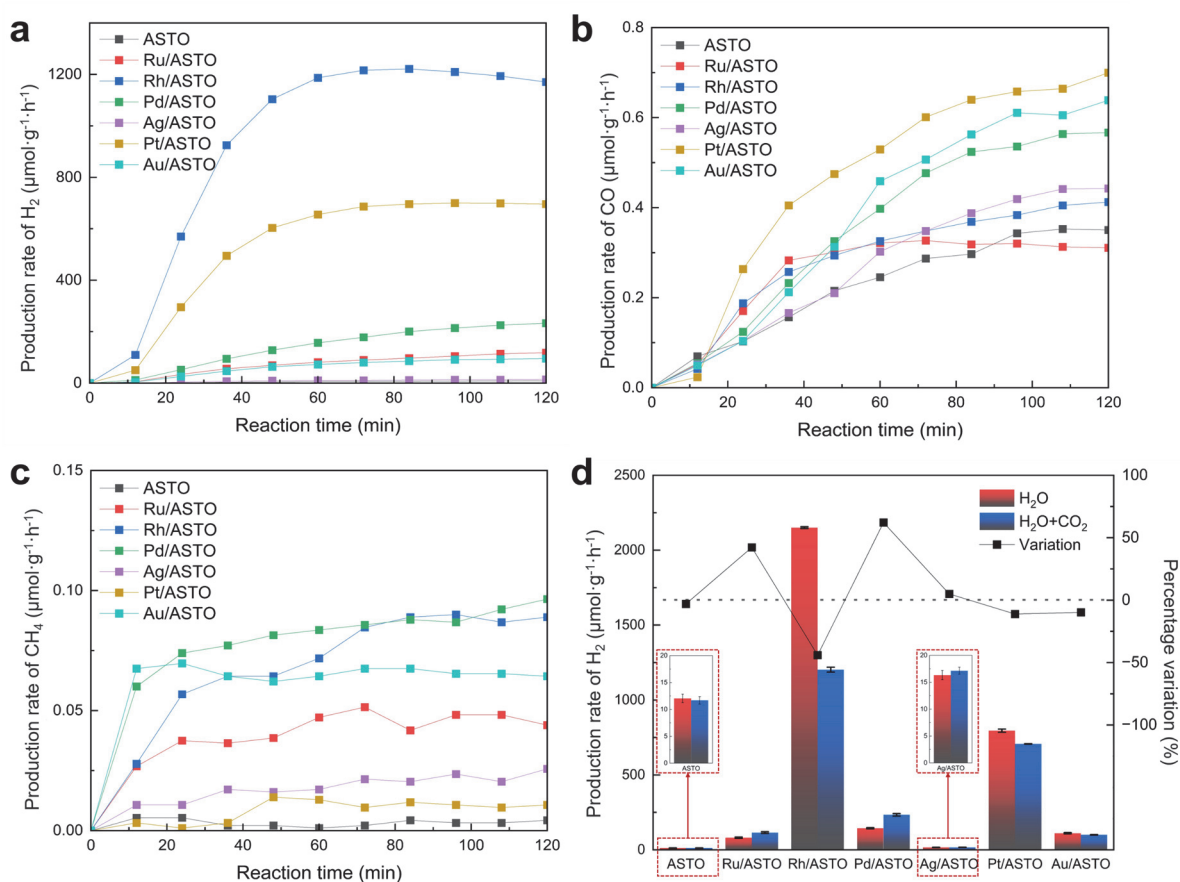 a
ASTO
Ru/ASTO
Rh/ASTO
Pd/ASTO
Ag/ASTO
Pt/ASTO
Au/ASTO
Production rate of H₂ (μmol·g⁻¹·h⁻¹)
1200
800
400
0
0 20 40 60 80 100 120
Reaction time (min)
b
ASTO
Ru/ASTO
Rh/ASTO
Pd/ASTO
Ag/ASTO
Pt/ASTO
Au/ASTO
Production rate of CO (μmol·g⁻¹·h⁻¹)
0.8
0.6
0.4
0.2
0.0
0 20 40 60 80 100 120
Reaction time (min)
c
ASTO
Ru/ASTO
Rh/ASTO
Pd/ASTO
Ag/ASTO
Pt/ASTO
Au/ASTO
Production rate of CH₄ (μmol·g⁻¹·h⁻¹)
0.15
0.10
0.05
0.00
0 20 40 60 80 100 120
Reaction time (min)
d
H₂O
H₂O+CO₂
Variation
Production rate of H₂ (μmol·g⁻¹·h⁻¹)
2500
2250
2000
1750
1500
1250
1000
750
500
250
0
100
50
0
−50
−100
Percentage variation (%)
20
15
10
5
0
ASTO
20
15
10
5
0
Ag/ASTO
ASTO Ru/ASTO Rh/ASTO Pd/ASTO Ag/ASTO Pt/ASTO Au/ASTO